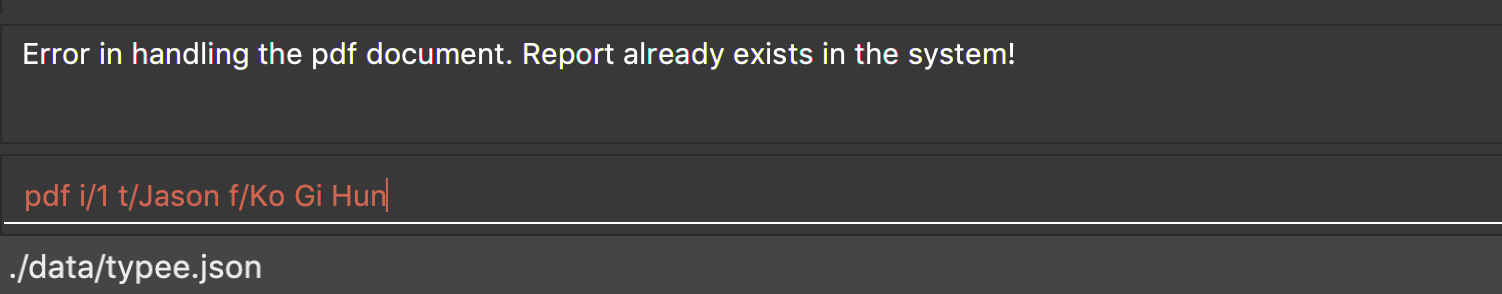 Error in handling the pdf document. Report already exists in the system!
pdf i/1 t/Jason f/Ko Gi Hun
./data/typee.json